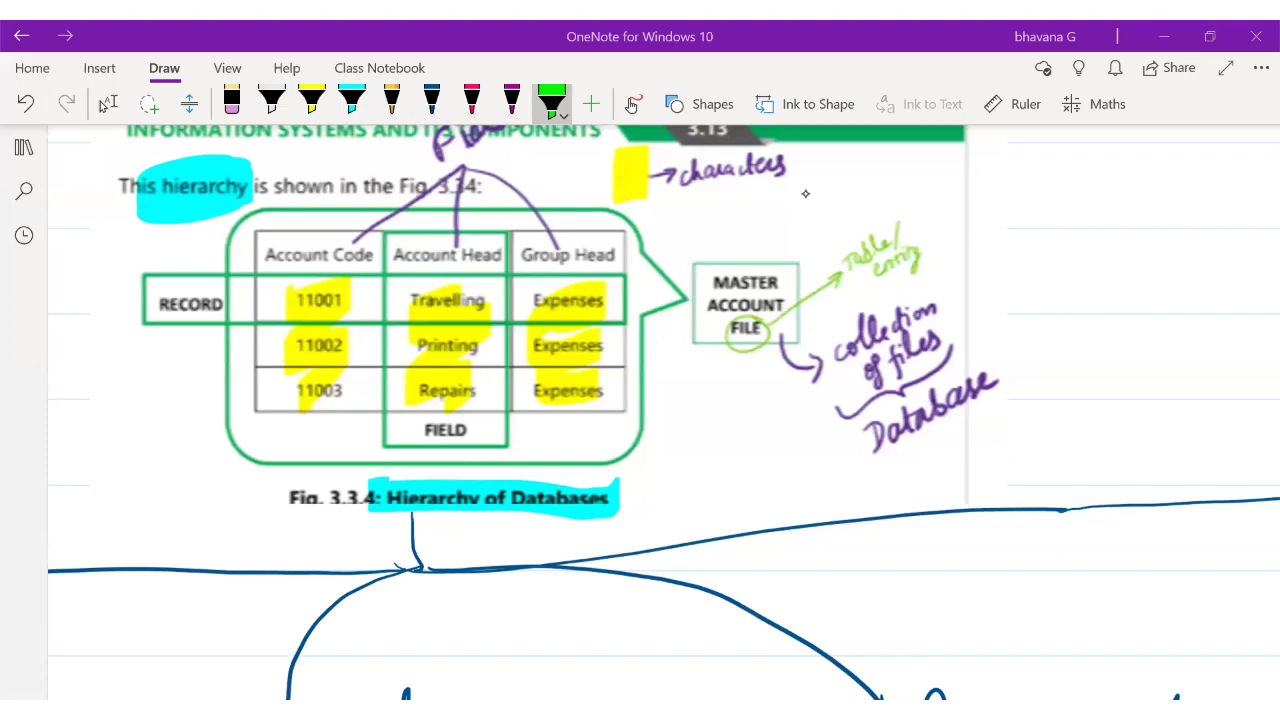 OneNote for Windows 10
bhavana G
Home Insert Draw View Help Class Notebook
Share
Shapes Ink to Shape Ink to Text Ruler Maths
INFORMATION SYSTEMS AND ITS COMPONENTS 3.13
This hierarchy is shown in the Fig. 3.3.4:
characters
Account Code Account Head Group Head
RECORD 11001 Travelling Expenses
11002 Printing Expenses
11003 Repairs Expenses
FIELD
MASTER
ACCOUNT
FILE
Table/
entity
collection
of files
Database
Fig. 3.3.4: Hierarchy of Databases